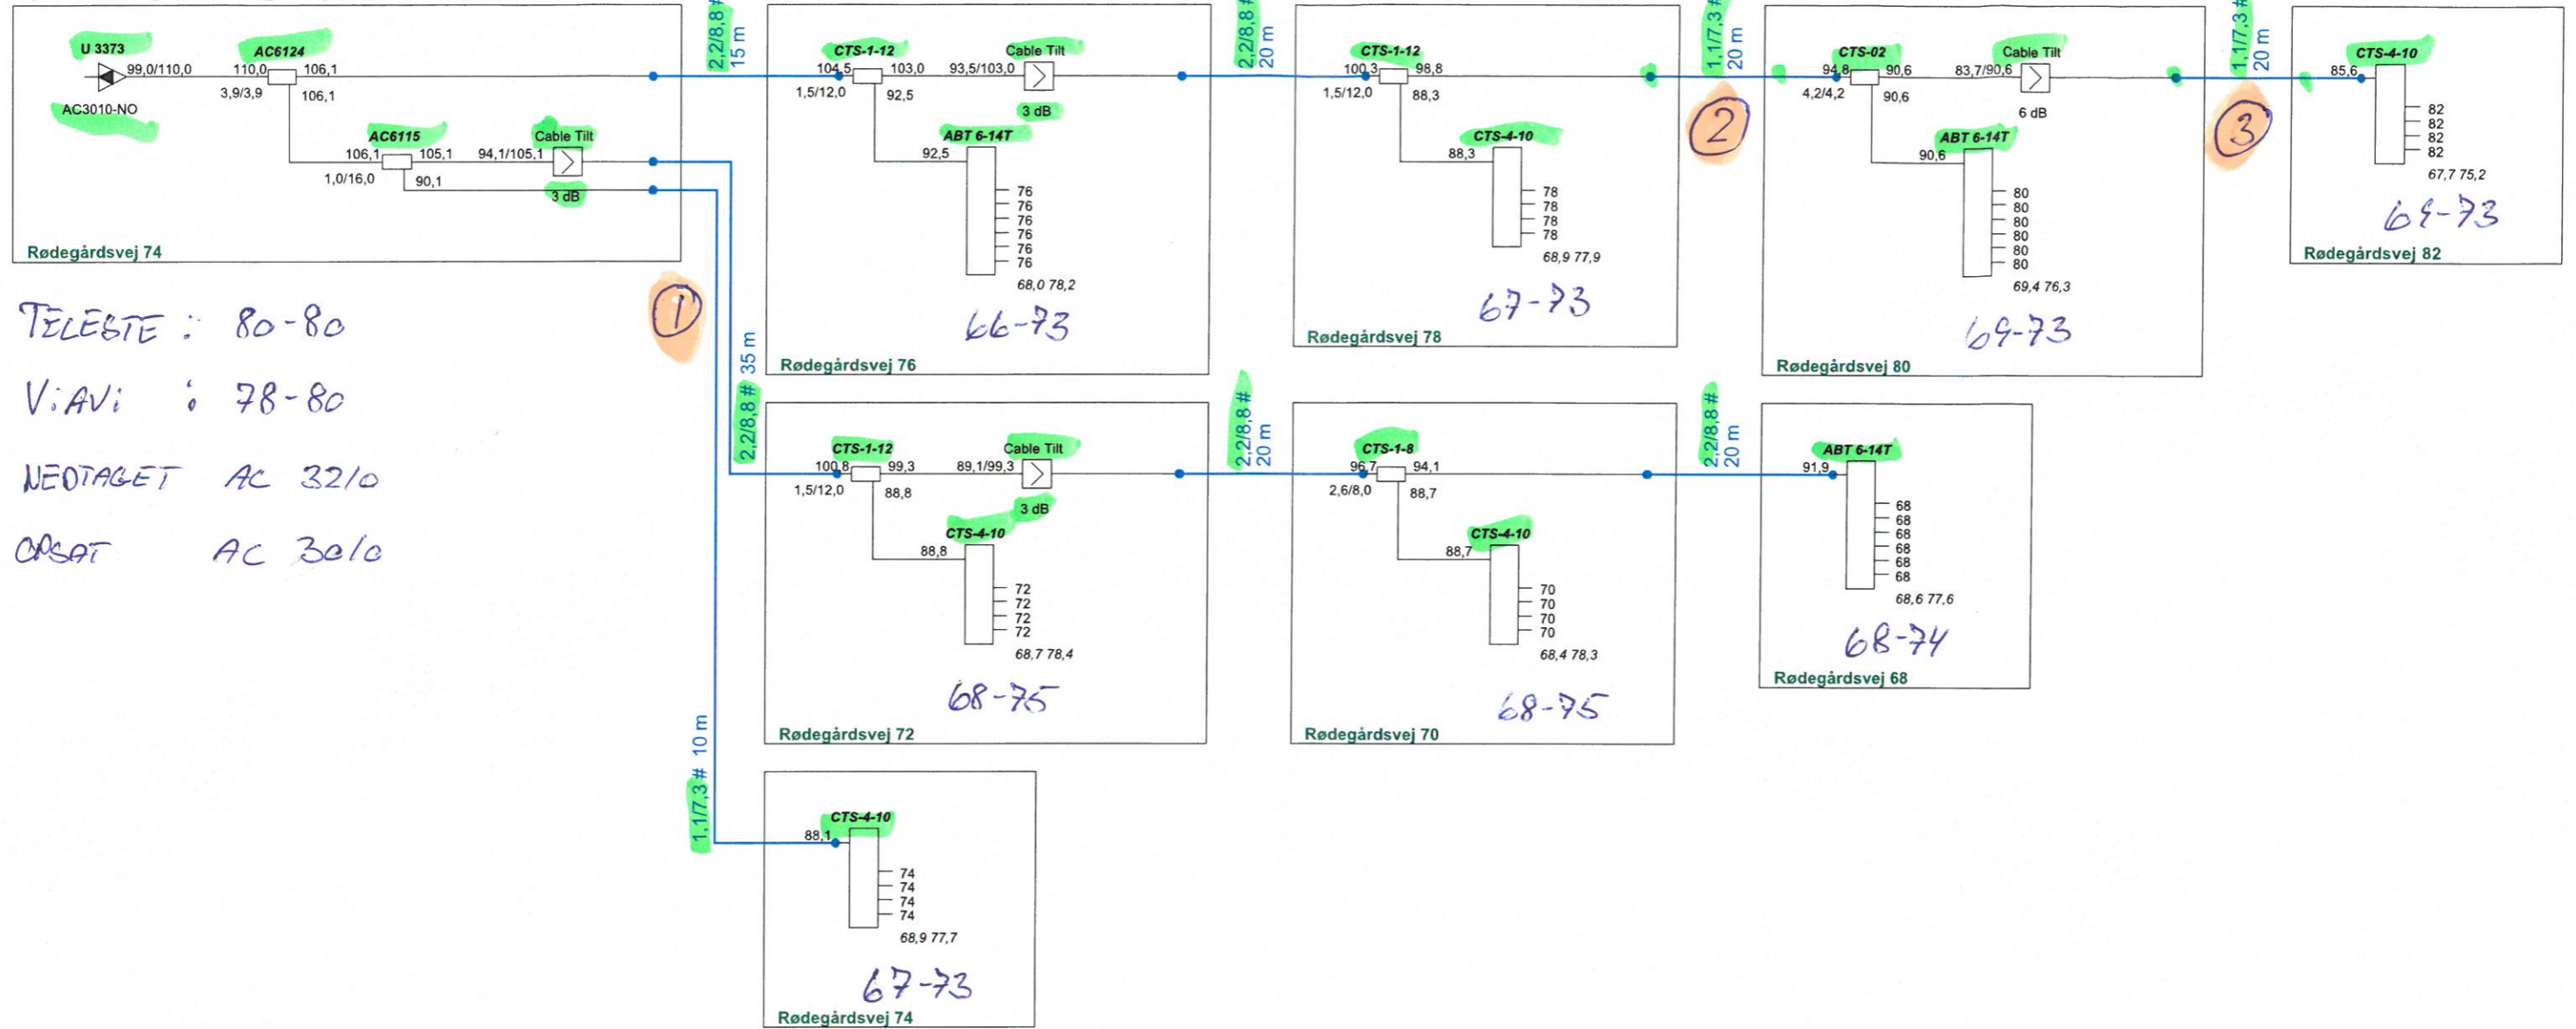 U 3373
99,0/110,0
AC3010-NO
AC6124
110,0 106,1
3,9/3,9 106,1
AC6115
106,1 105,1
1,0/16,0 90,1
94,1/105,1
Cable Tilt
3 dB
Rødegårdsvej 74
2,2/8,8 #
15 m
CTS-1-12
104,5 103,0
1,5/12,0 92,5
93,5/103,0
Cable Tilt
3 dB
ABT 6-14T
92,5
76
76
76
76
76
76
68,0 78,2
66-73
Rødegårdsvej 76
2,2/8,8 #
20 m
CTS-1-12
100,3 98,8
1,5/12,0 88,3
CTS-4-10
88,3
78
78
78
78
68,9 77,9
67-73
Rødegårdsvej 78
1,1/7,3 #
20 m
2
CTS-02
94,8 90,6
4,2/4,2 90,6
83,7/90,6
Cable Tilt
6 dB
ABT 6-14T
90,6
80
80
80
80
80
80
69,4 76,3
69-73
Rødegårdsvej 80
1,1/7,3 #
20 m
3
CTS-4-10
85,6
82
82
82
82
67,7 75,2
69-73
Rødegårdsvej 82
TELESTE : 80-80
ViAVi : 78-80
NEDTAGET AC 3210
OPSAT AC 3010
1
2,2/8,8 # 35 m
CTS-1-12
100,8 99,3
1,5/12,0 88,8
89,1/99,3
Cable Tilt
3 dB
CTS-4-10
88,8
72
72
72
72
68,7 78,4
68-75
Rødegårdsvej 72
2,2/8,8 #
20 m
CTS-1-8
96,7 94,1
2,6/8,0 88,7
CTS-4-10
88,7
70
70
70
70
68,4 78,3
68-75
Rødegårdsvej 70
2,2/8,8 #
20 m
ABT 6-14T
91,9
68
68
68
68
68
68
68,6 77,6
68-74
Rødegårdsvej 68
1,1/7,3 # 10 m
CTS-4-10
88,1
74
74
74
74
68,9 77,7
67-73
Rødegårdsvej 74